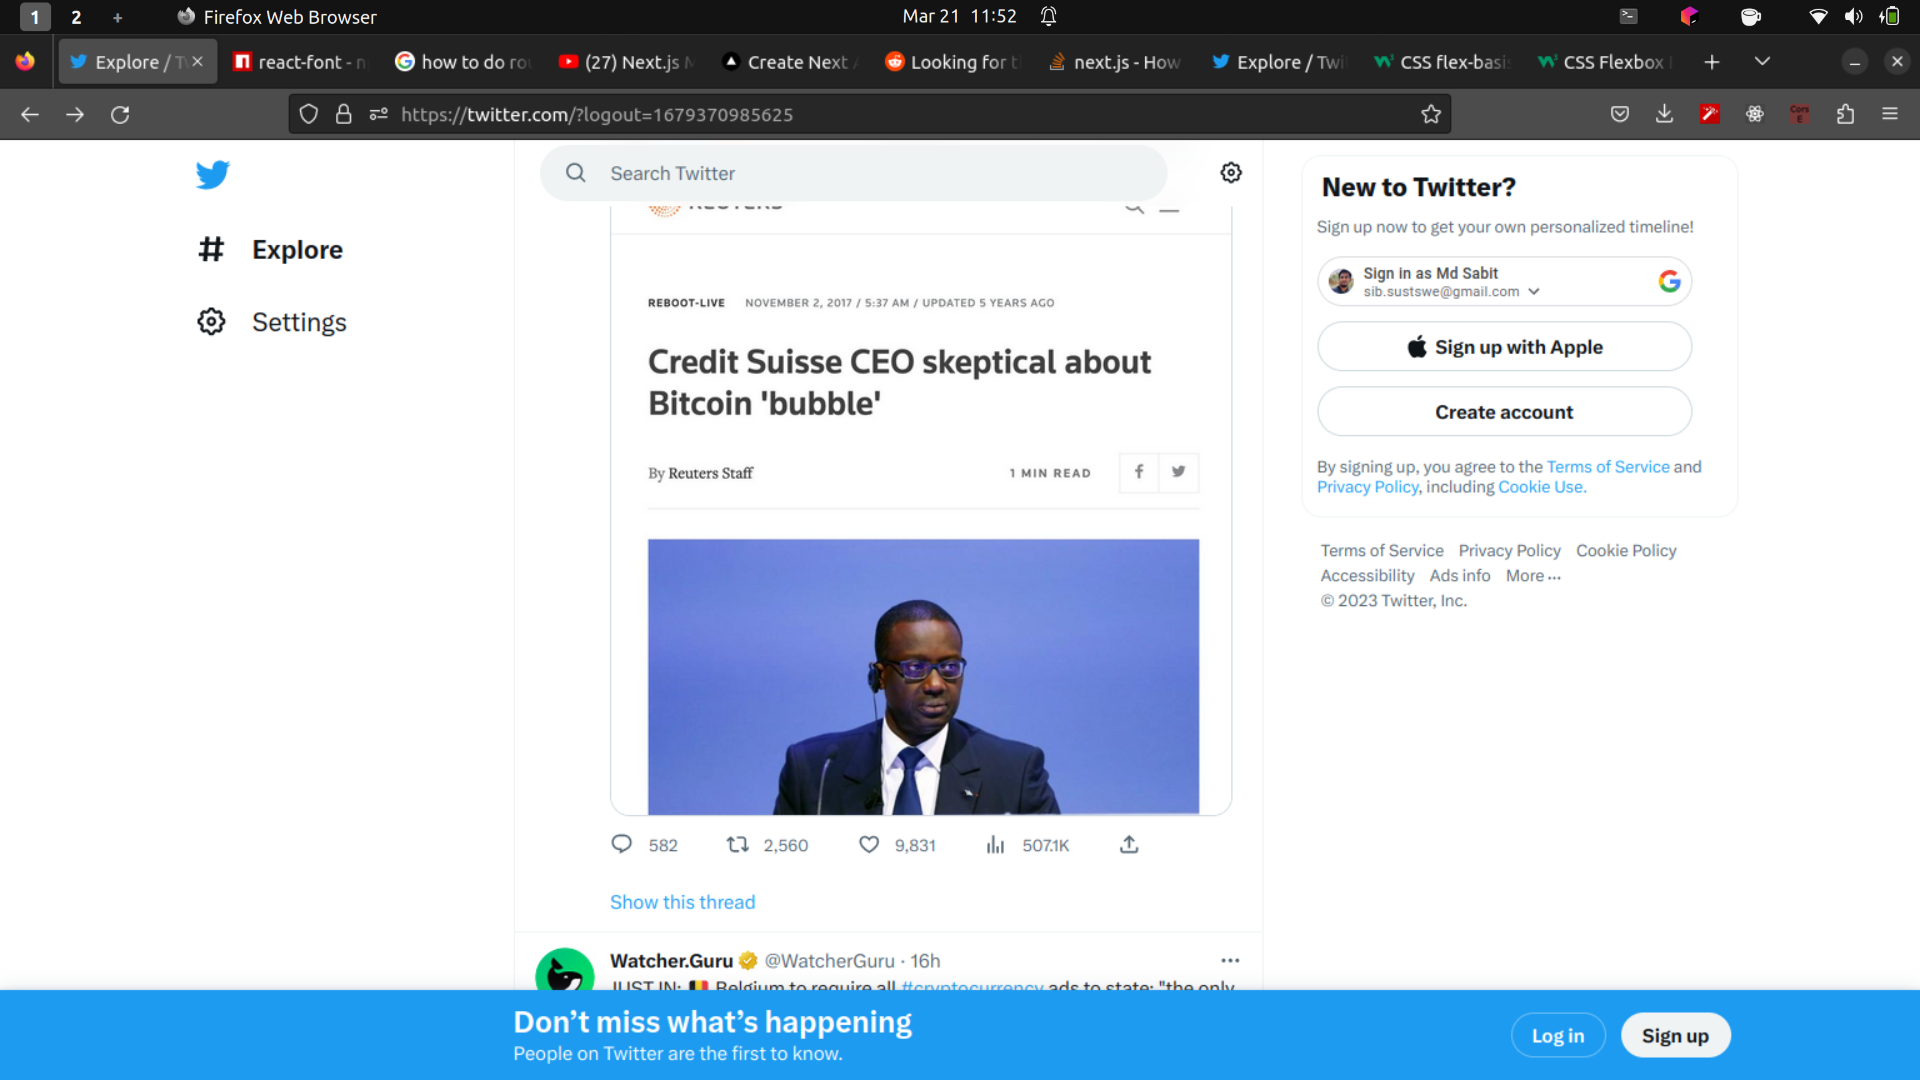 1
2
+
Firefox Web Browser
Mar 21 11:52
Explore / Tw
react-font - n
how to do rou
(27) Next.js M
Create Next A
Looking for t
next.js - How
Explore / Twi
CSS flex-basi
CSS Flexbox
https://twitter.com/?logout=1679370985625
Cors
E
Search Twitter
Explore
Settings
REUTERS
REBOOT-LIVE NOVEMBER 2, 2017 / 5:37 AM / UPDATED 5 YEARS AGO
Credit Suisse CEO skeptical about
Bitcoin 'bubble'
By Reuters Staff
1 MIN READ
582
2,560
9,831
507.1K
Show this thread
Watcher.Guru @WatcherGuru · 16h
JUST IN: 🇧🇪 Belgium to require all #cryptocurrency ads to state: "the only
New to Twitter?
Sign up now to get your own personalized timeline!
Sign in as Md Sabit
sib.sustswe@gmail.com
Sign up with Apple
Create account
By signing up, you agree to the Terms of Service and
Privacy Policy, including Cookie Use.
Terms of Service Privacy Policy Cookie Policy
Accessibility Ads info More ...
© 2023 Twitter, Inc.
Don’t miss what’s happening
People on Twitter are the first to know.
Log in
Sign up